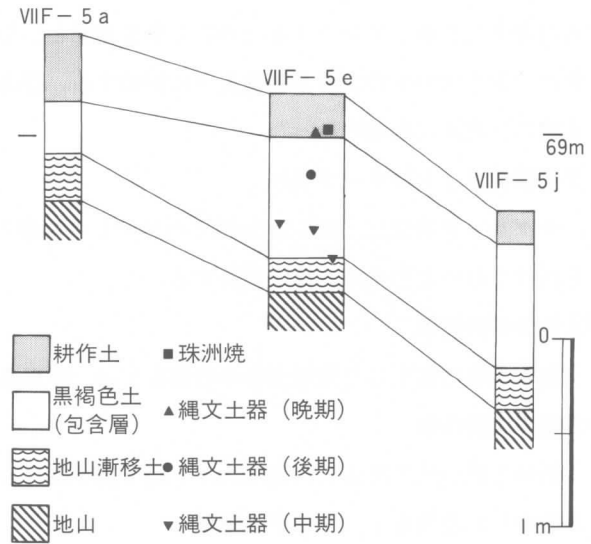 ⅦF－5a
ⅦF－5e
69m
ⅦF－5j
0
耕作土 ■珠洲焼
黒褐色土
(包含層) ▲縄文土器（晩期）
地山漸移土●縄文土器（後期）
地山 ▼縄文土器（中期）
1m